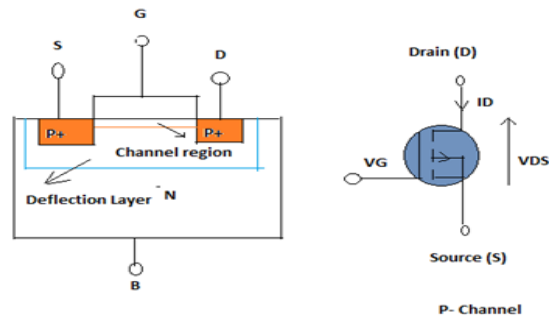 G
S
D
P+
P+
Channel region
Deflection Layer
N
B
Drain (D)
ID
VG
VDS
Source (S)
P- Channel